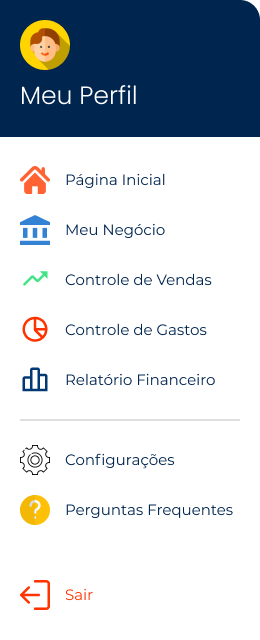 Meu Perfil
Página Inicial
Meu Negócio
Controle de Vendas
Controle de Gastos
Relatório Financeiro
Configurações
Perguntas Frequentes
Sair